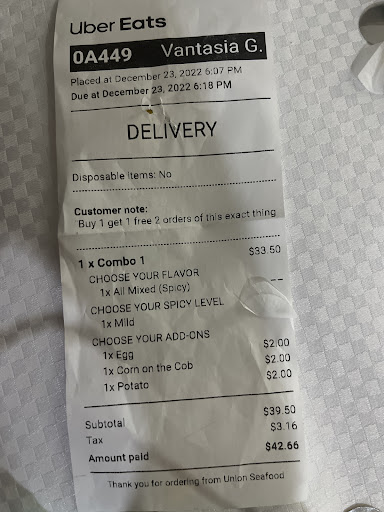 Uber Eats
0A449 Vantasia G.
Placed at December 23, 2022 6:07 PM
Due at December 23, 2022 6:18 PM
DELIVERY
Disposable Items: No
Customer note:
Buy 1 get 1 free 2 orders of this exact thing
1 x Combo 1 $33.50
CHOOSE YOUR FLAVOR
1x All Mixed (Spicy) ---
CHOOSE YOUR SPICY LEVEL
1x Mild
CHOOSE YOUR ADD-ONS
1x Egg $2.00
1x Corn on the Cob $2.00
1x Potato $2.00
Subtotal $39.50
Tax $3.16
Amount paid $42.66
Thank you for ordering from Union Seafood